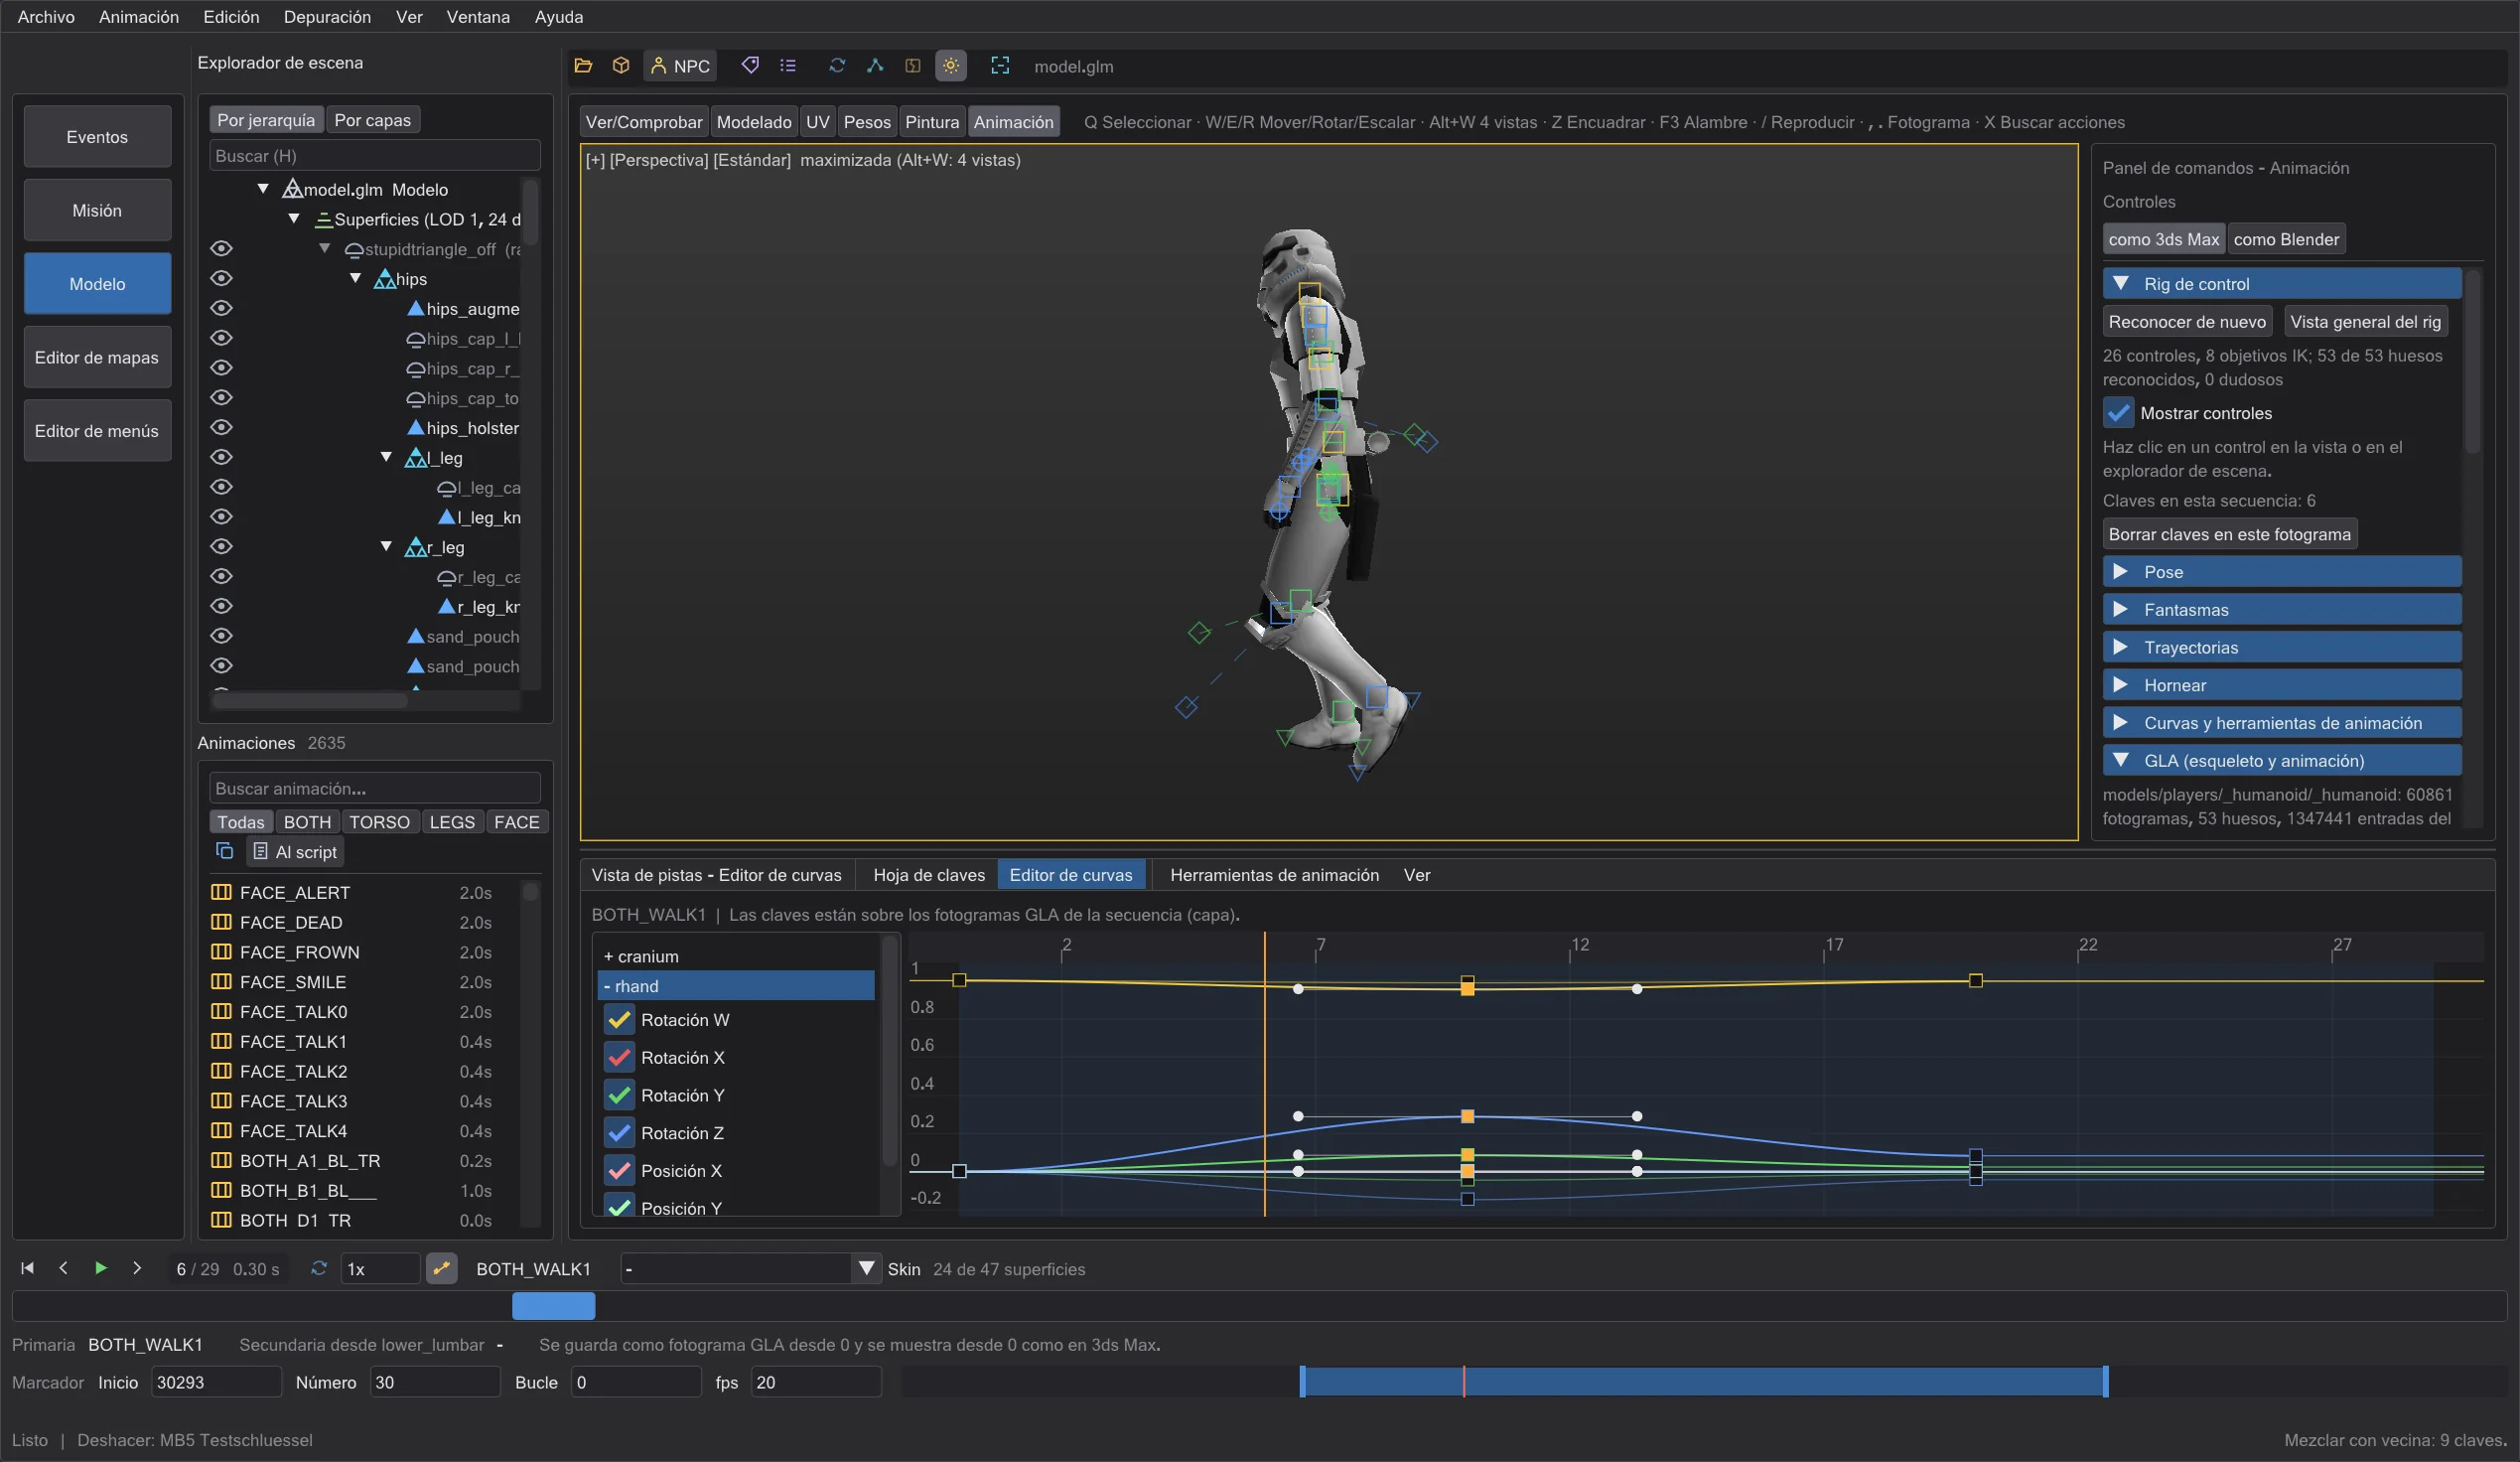 Archivo Animación Edición Depuración Ver Ventana Ayuda
Explorador de escena
NPC
model.glm
Eventos
Misión
Modelo
Editor de mapas
Editor de menús
Por jerarquía Por capas
Buscar (H)
model.glm Modelo
Superficies (LOD 1, 24 d
stupidtriangle_off (ra
hips
hips_augme
hips_cap_l_l
hips_cap_r_
hips_cap_to
hips_holster
l_leg
l_leg_ca
l_leg_kn
r_leg
r_leg_ca
r_leg_kn
sand_pouch
sand_pouch
Animaciones 2635
Buscar animación...
Todas BOTH TORSO LEGS FACE
Al script
FACE_ALERT 2.0s
FACE_DEAD 2.0s
FACE_FROWN 2.0s
FACE_SMILE 2.0s
FACE_TALK0 2.0s
FACE_TALK1 0.4s
FACE_TALK2 0.4s
FACE_TALK3 0.4s
FACE_TALK4 0.4s
BOTH_A1_BL_TR 0.2s
BOTH_B1_BL___ 1.0s
BOTH_D1_TR 0.0s
Ver/Comprobar Modelado UV Pesos Pintura Animación Q Seleccionar · W/E/R Mover/Rotar/Escalar · Alt+W 4 vistas · Z Encuadrar · F3 Alambre · / Reproducir · , . Fotograma · X Buscar acciones
[+] [Perspectiva] [Estándar] maximizada (Alt+W: 4 vistas)
Panel de comandos - Animación
Controles
como 3ds Max como Blender
Rig de control
Reconocer de nuevo Vista general del rig
26 controles, 8 objetivos IK; 53 de 53 huesos
reconocidos, 0 dudosos
Mostrar controles
Haz clic en un control en la vista o en el
explorador de escena.
Claves en esta secuencia: 6
Borrar claves en este fotograma
Pose
Fantasmas
Trayectorias
Hornear
Curvas y herramientas de animación
GLA (esqueleto y animación)
models/players/_humanoid/_humanoid: 60861
fotogramas, 53 huesos, 1347441 entradas del
Vista de pistas - Editor de curvas Hoja de claves Editor de curvas Herramientas de animación Ver
BOTH_WALK1 | Las claves están sobre los fotogramas GLA de la secuencia (capa).
+ cranium
- rhand
Rotación W
Rotación X
Rotación Y
Rotación Z
Posición X
Posición Y
2 7 12 17 22 27
1
0.8
0.6
0.4
0.2
0
-0.2
6 / 29 0.30 s 1x BOTH_WALK1 - Skin 24 de 47 superficies
Primaria BOTH_WALK1 Secundaria desde lower_lumbar - Se guarda como fotograma GLA desde 0 y se muestra desde 0 como en 3ds Max.
Marcador Inicio 30293 Número 30 Bucle 0 fps 20
Listo | Deshacer: MB5 Testschluessel
Mezclar con vecina: 9 claves.